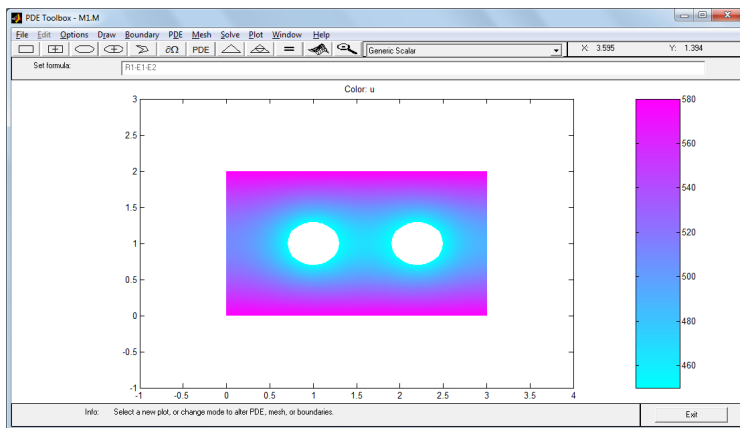 PDE Toolbox - M1.M
File Edit Options Draw Boundary PDE Mesh Solve Plot Window Help
∂Ω PDE = Generic Scalar X: 3.595 Y: 1.394
Set formula: R1-E1-E2
Color: u
3
2.5
2
1.5
1
0.5
0
-0.5
-1
-1 -0.5 0 0.5 1 1.5 2 2.5 3 3.5 4
580
560
540
520
500
480
460
Info: Select a new plot, or change mode to alter PDE, mesh, or boundaries. Exit